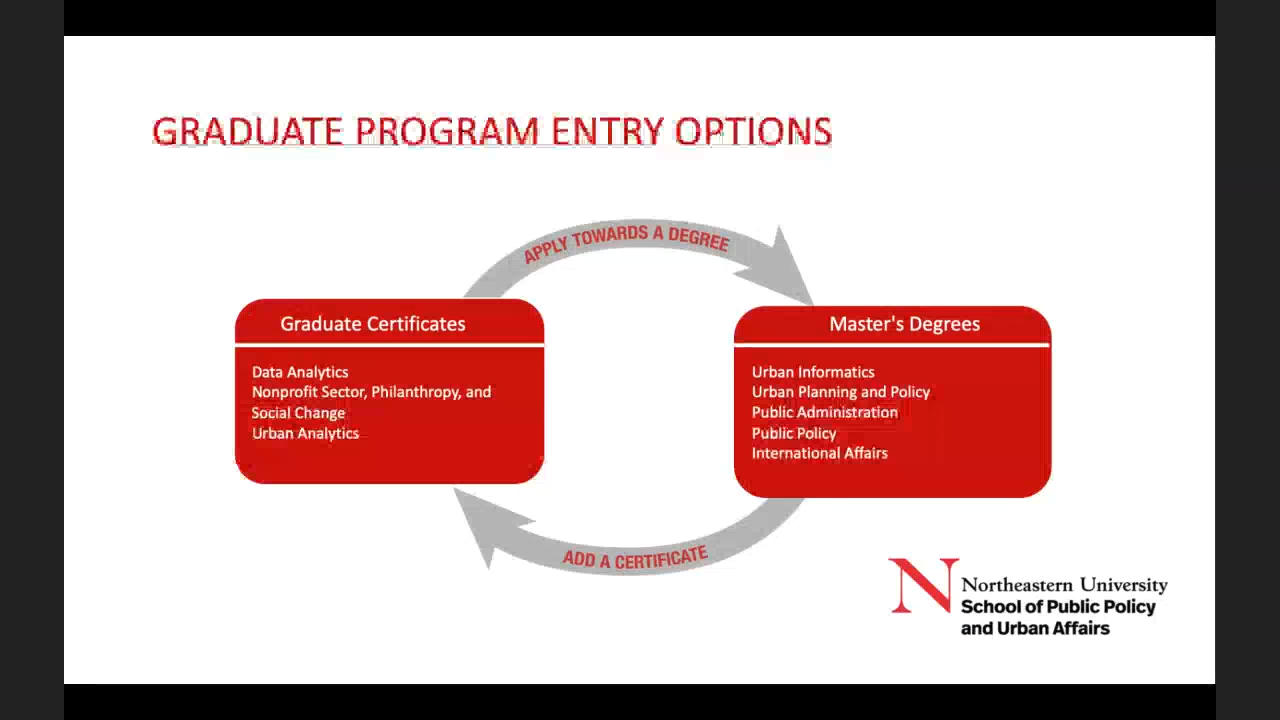 GRADUATE PROGRAM ENTRY OPTIONS
APPLY TOWARDS A DEGREE
Graduate Certificates
Data Analytics
Nonprofit Sector, Philanthropy, and
Social Change
Urban Analytics
Master's Degrees
Urban Informatics
Urban Planning and Policy
Public Administration
Public Policy
International Affairs
ADD A CERTIFICATE
N
Northeastern University
School of Public Policy
and Urban Affairs